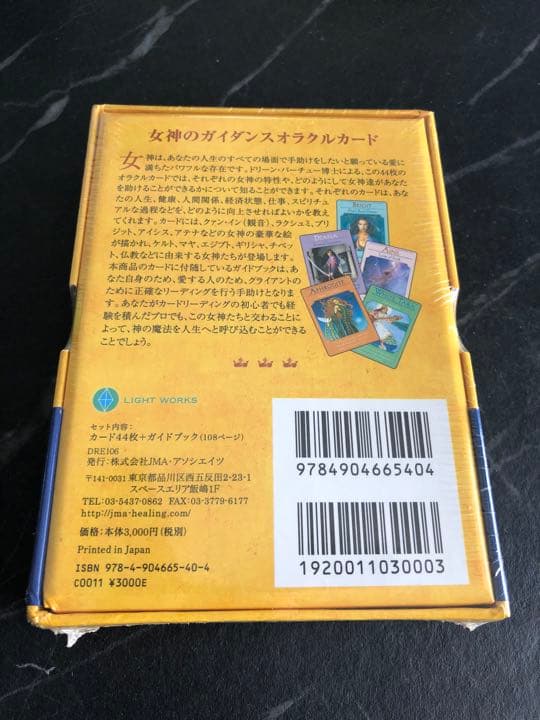 女神のガイダンスオラクルカード
女神は、あなたの人生のすべての場面で手助けをしたいと願っている愛に
満ちたパワフルな存在です。ドリーン・バーチュー博士による、この44枚の
オラクルカードでは、それぞれの女神の特性や、どのようにして女神達があなた
を助けることができるかについて知ることができます。それぞれのカードは、あな
たの人生、健康、人間関係、経済状態、仕事、スピリチュ
アルな過程などを、どのように向上させればよいかを教え
てくれます。カードには、クァン・イン(観音)、ラクシュミ、ブリ
ジット、アイシス、アテナなどの女神の豪華な絵
が描かれ、ケルト、マヤ、エジプト、ギリシャ、チベッ
ト、仏教などに由来する女神たちが登場します。
本商品のカードに付随しているガイドブックは、あ
なた自身のため、愛する人のため、クライアントの
ために正確なリーディングを行う手助けとなりま
す。あなたがカードリーディングの初心者でも経
験を積んだプロでも、この女神たちと交わることに
よって、神の魔法を人生へと呼び込むことができる
ことでしょう。
BRIGIT
DIANA
APHRODITE
LIGHT WORKS
セット内容:
カード44枚+ガイドブック(108ページ)
DRE106
発行:株式会社JMA・アソシエイツ
〒141-0031 東京都品川区西五反田2-23-1
スペースエリア飯嶋1F
TEL:03-5437-0862 FAX:03-3779-6177
http://jma-healing.com/
価格:本体3,000円(税別)
Printed in Japan
ISBN 978-4-904665-40-4
C0011 ¥3000E
9784904665404
1920011030003